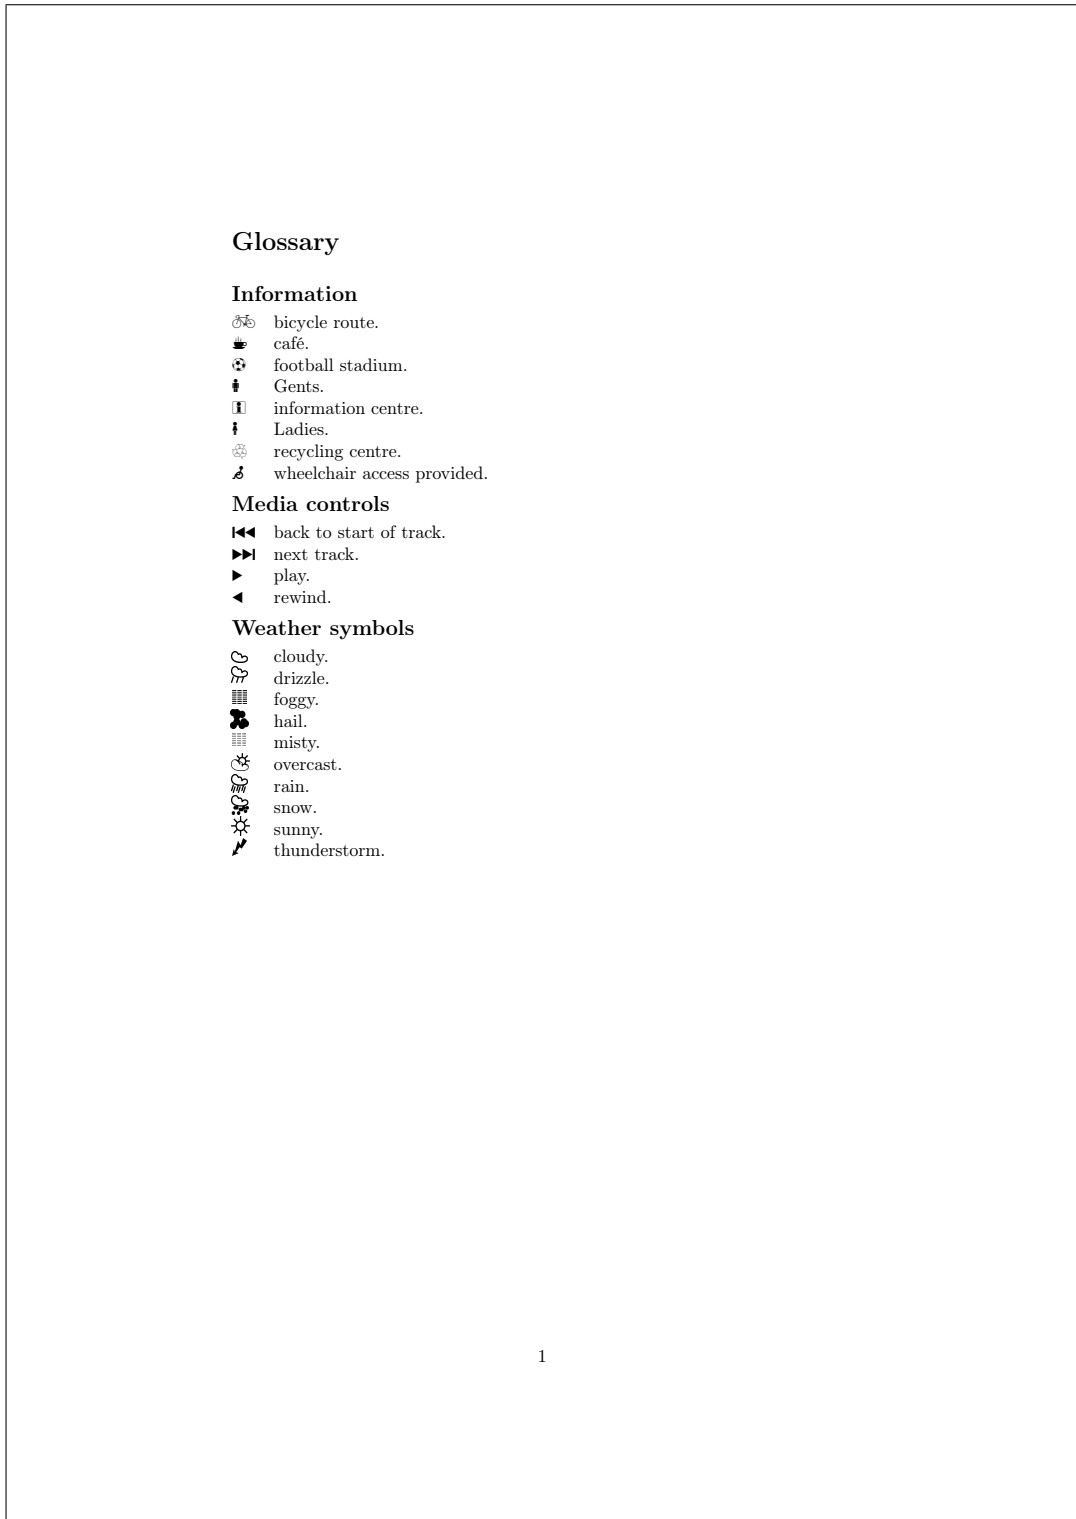 Glossary
Information
bicycle route.
café.
football stadium.
Gents.
information centre.
Ladies.
recycling centre.
wheelchair access provided.
Media controls
back to start of track.
next track.
play.
rewind.
Weather symbols
cloudy.
drizzle.
foggy.
hail.
misty.
overcast.
rain.
snow.
sunny.
thunderstorm.
1